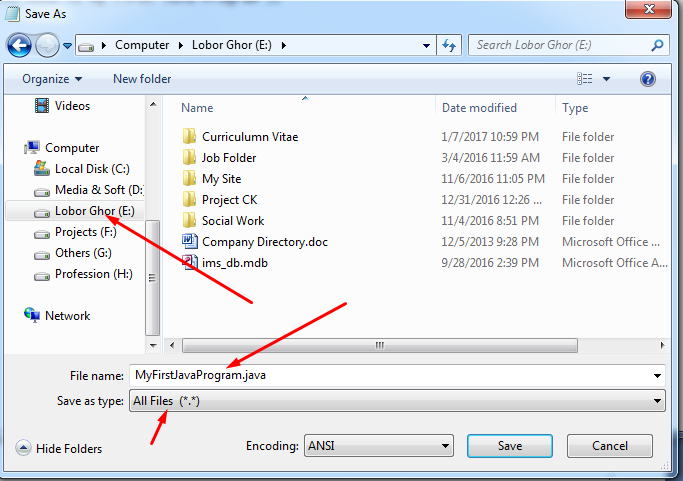 Save As
Computer Lobor Ghor (E:)
Search Lobor Ghor (E:)
Organize New folder
Name Date modified Type
Videos
Computer
Local Disk (C:)
Media & Soft (D:
Lobor Ghor (E:)
Projects (F:)
Others (G:)
Profession (H:)
Network
Curriculumn Vitae 1/7/2017 10:59 PM File folder
Job Folder 3/4/2016 11:59 AM File folder
My Site 11/6/2016 11:05 PM File folder
Project CK 12/31/2016 12:26 ... File folder
Social Work 11/4/2016 8:51 PM File folder
Company Directory.doc 12/5/2013 9:28 PM Microsoft Office ...
ims_db.mdb 9/28/2016 2:39 PM Microsoft Office A...
File name: MyFirstJavaProgram.java
Save as type: All Files (*.*)
Hide Folders Encoding: ANSI Save Cancel